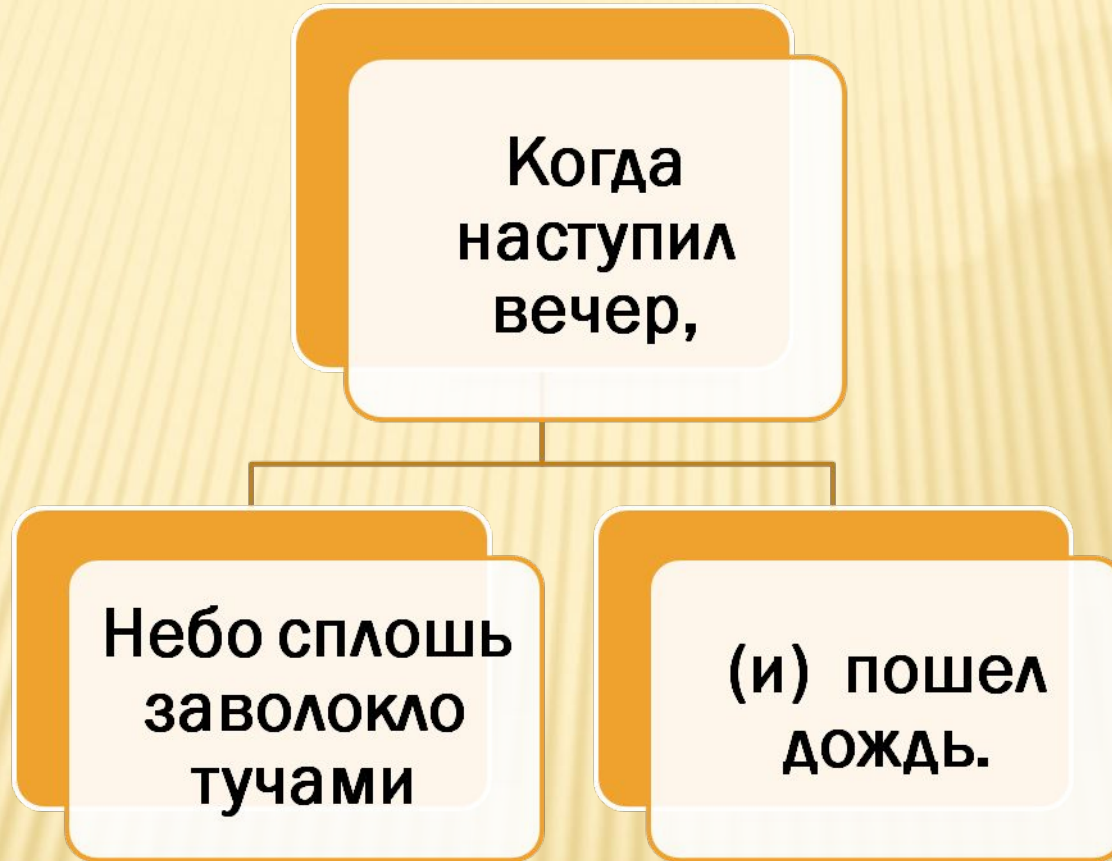 Когда
наступил
вечер,
Небо сплошь
заволокло
тучами
(и) пошел
дождь.